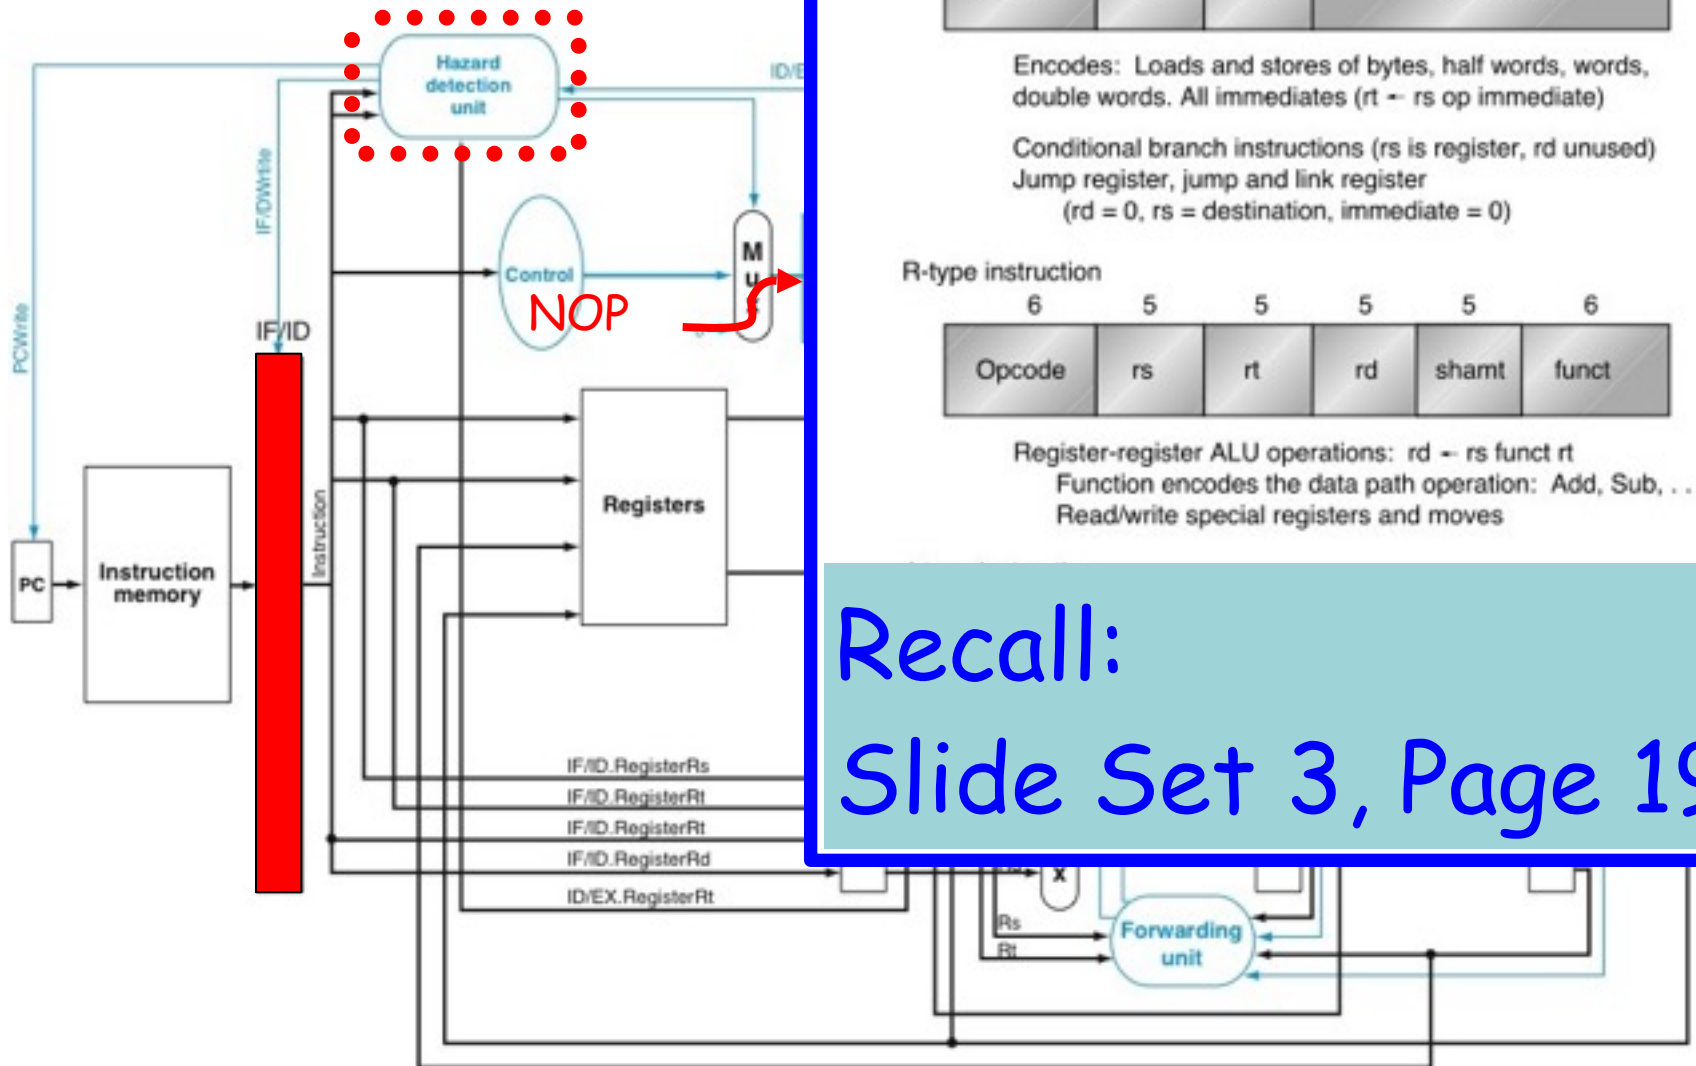 Hazard
detection
unit
IF/DWrite
PCWrite
Control
NOP
M
u
IF/ID
Instruction
memory
PC
Instruction
Registers
IF/ID.RegisterRs
IF/ID.RegisterRt
IF/ID.RegisterRt
IF/ID.RegisterRd
ID/EX.RegisterRt
Encodes: Loads and stores of bytes, half words, words,
double words. All immediates (rt ← rs op immediate)
Conditional branch instructions (rs is register, rd unused)
Jump register, jump and link register
(rd = 0, rs = destination, immediate = 0)
R-type instruction
6 5 5 5 5 6
Opcode rs rt rd shamt funct
Register-register ALU operations: rd ← rs funct rt
Function encodes the data path operation: Add, Sub, . .
Read/write special registers and moves
Recall:
Slide Set 3, Page 19
x
Rs
Rt
Forwarding
unit